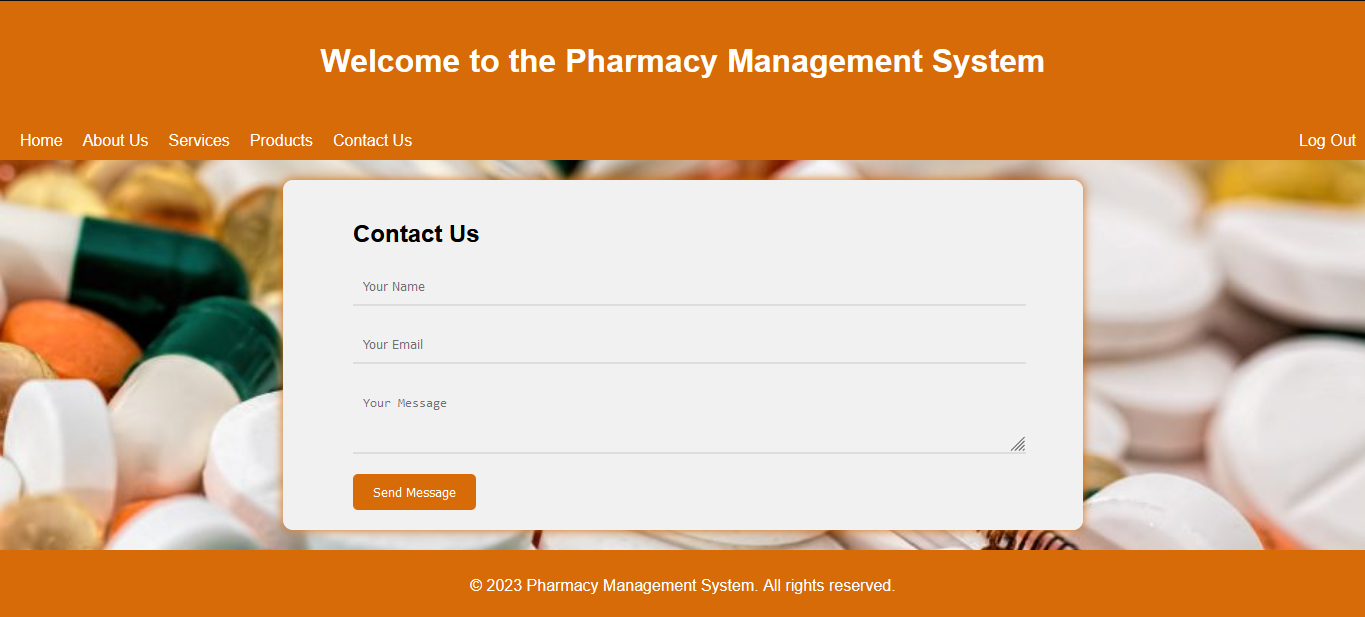 Welcome to the Pharmacy Management System
Home About Us Services Products Contact Us Log Out
Contact Us
Your Name
Your Email
Your Message
Send Message
© 2023 Pharmacy Management System. All rights reserved.